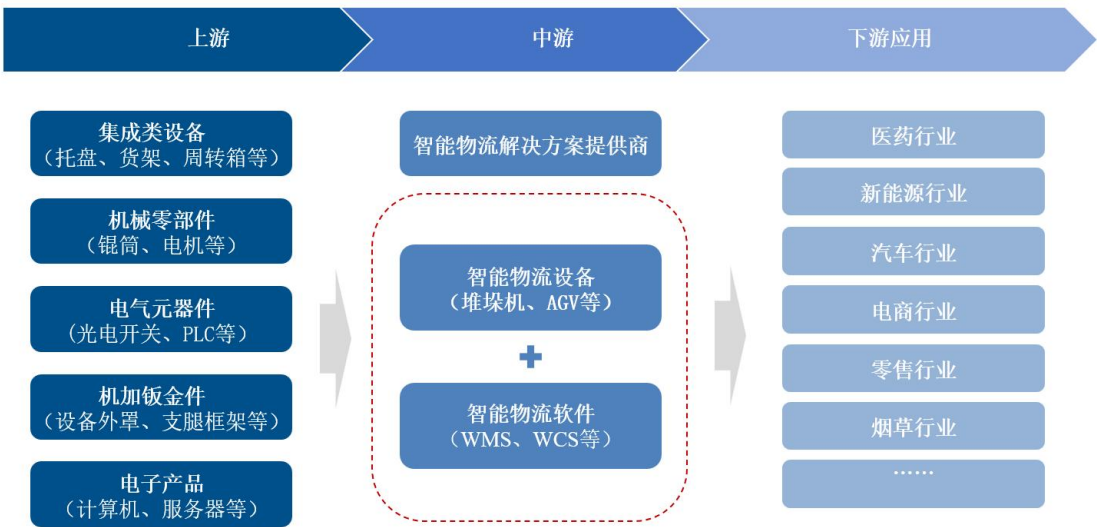 上游
中游
下游应用
集成类设备
（托盘、货架、周转箱等）
机械零部件
（辊筒、电机等）
电气元器件
（光电开关、PLC等）
机加钣金件
（设备外罩、支腿框架等）
电子产品
（计算机、服务器等）
智能物流解决方案提供商
智能物流设备
（堆垛机、AGV等）
智能物流软件
（WMS、WCS等）
医药行业
新能源行业
汽车行业
电商行业
零售行业
烟草行业
……